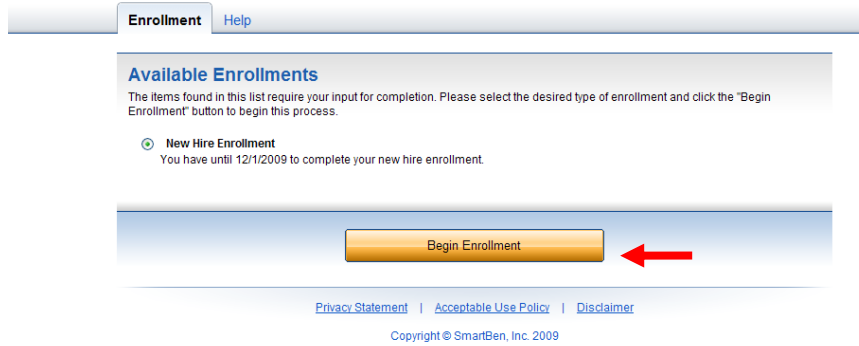 Enrollment Help
Available Enrollments
The items found in this list require your input for completion. Please select the desired type of enrollment and click the "Begin
Enrollment" button to begin this process.
New Hire Enrollment
You have until 12/1/2009 to complete your new hire enrollment.
Begin Enrollment
Privacy Statement | Acceptable Use Policy | Disclaimer
Copyright © SmartBen, Inc. 2009